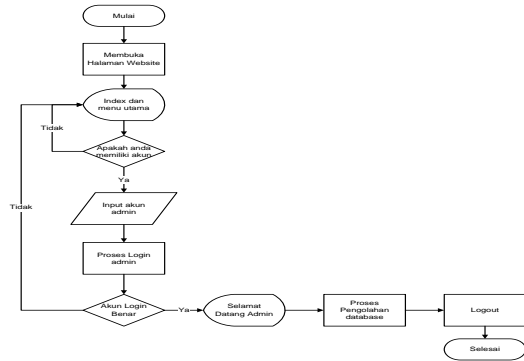 Mulai
Membuka
Halaman Website
Index dan
menu utama
Tidak
Apakah anda
memiliki akun
Ya
Input akun
admin
Tidak
Proses Login
admin
Akun Login
Benar
Ya
Selamat
Datang Admin
Proses
Pengolahan
database
Logout
Selesai